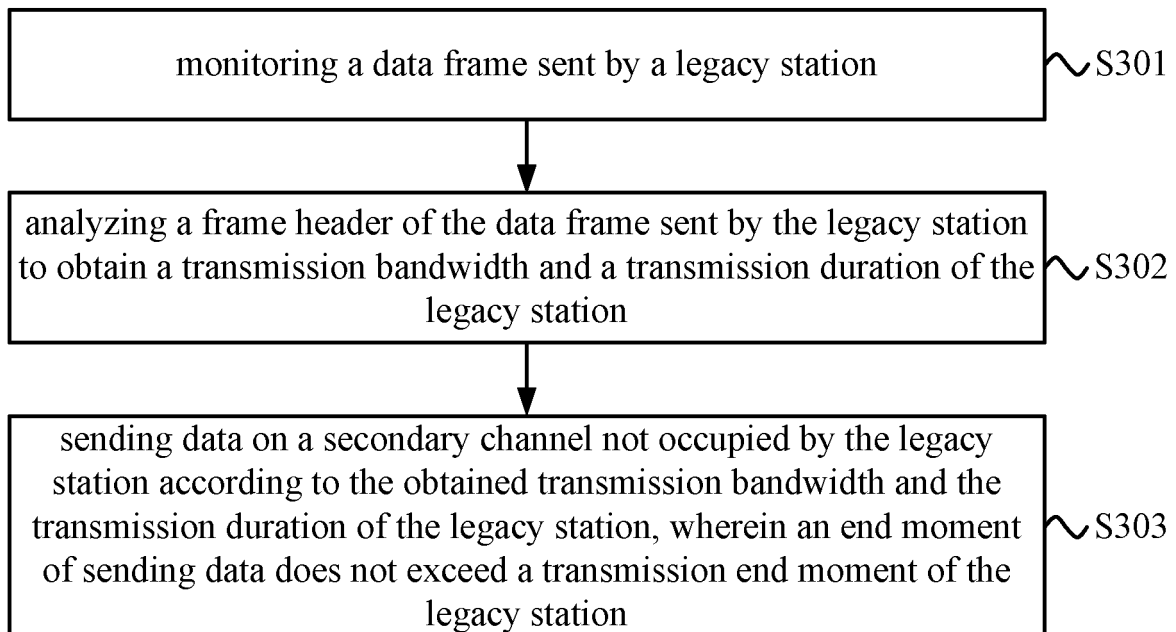 monitoring a data frame sent by a legacy station
S301
analyzing a frame header of the data frame sent by the legacy station
to obtain a transmission bandwidth and a transmission duration of the
legacy station
S302
sending data on a secondary channel not occupied by the legacy
station according to the obtained transmission bandwidth and the
transmission duration of the legacy station, wherein an end moment
of sending data does not exceed a transmission end moment of the
legacy station
S303